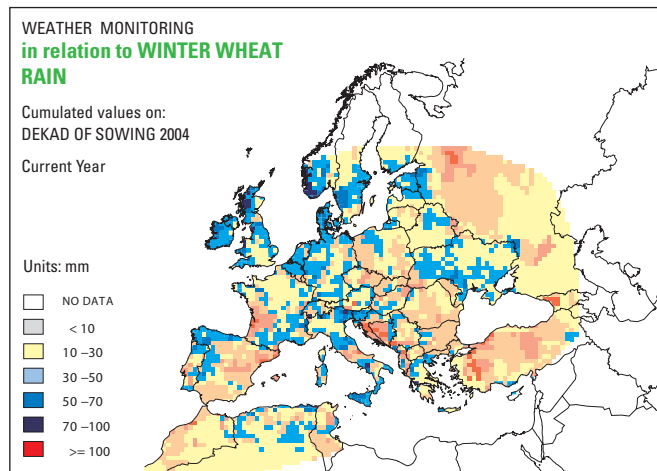 WEATHER MONITORING
in relation to WINTER WHEAT
RAIN
Cumulated values on:
DEKAD OF SOWING 2004
Current Year
Units: mm
NO DATA
< 10
10 –30
30 –50
50 –70
70 –100
>= 100